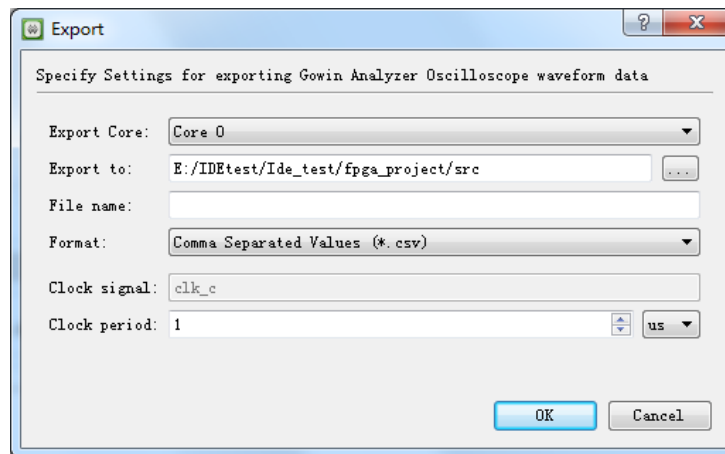 Export
Specify Settings for exporting Gowin Analyzer Oscilloscope waveform data
Export Core: Core 0
Export to: E:/IDEtest/Ide_test/fpga_project/src ...
File name:
Format: Comma Separated Values (*.csv)
Clock signal: clk_c
Clock period: 1 us
OK Cancel